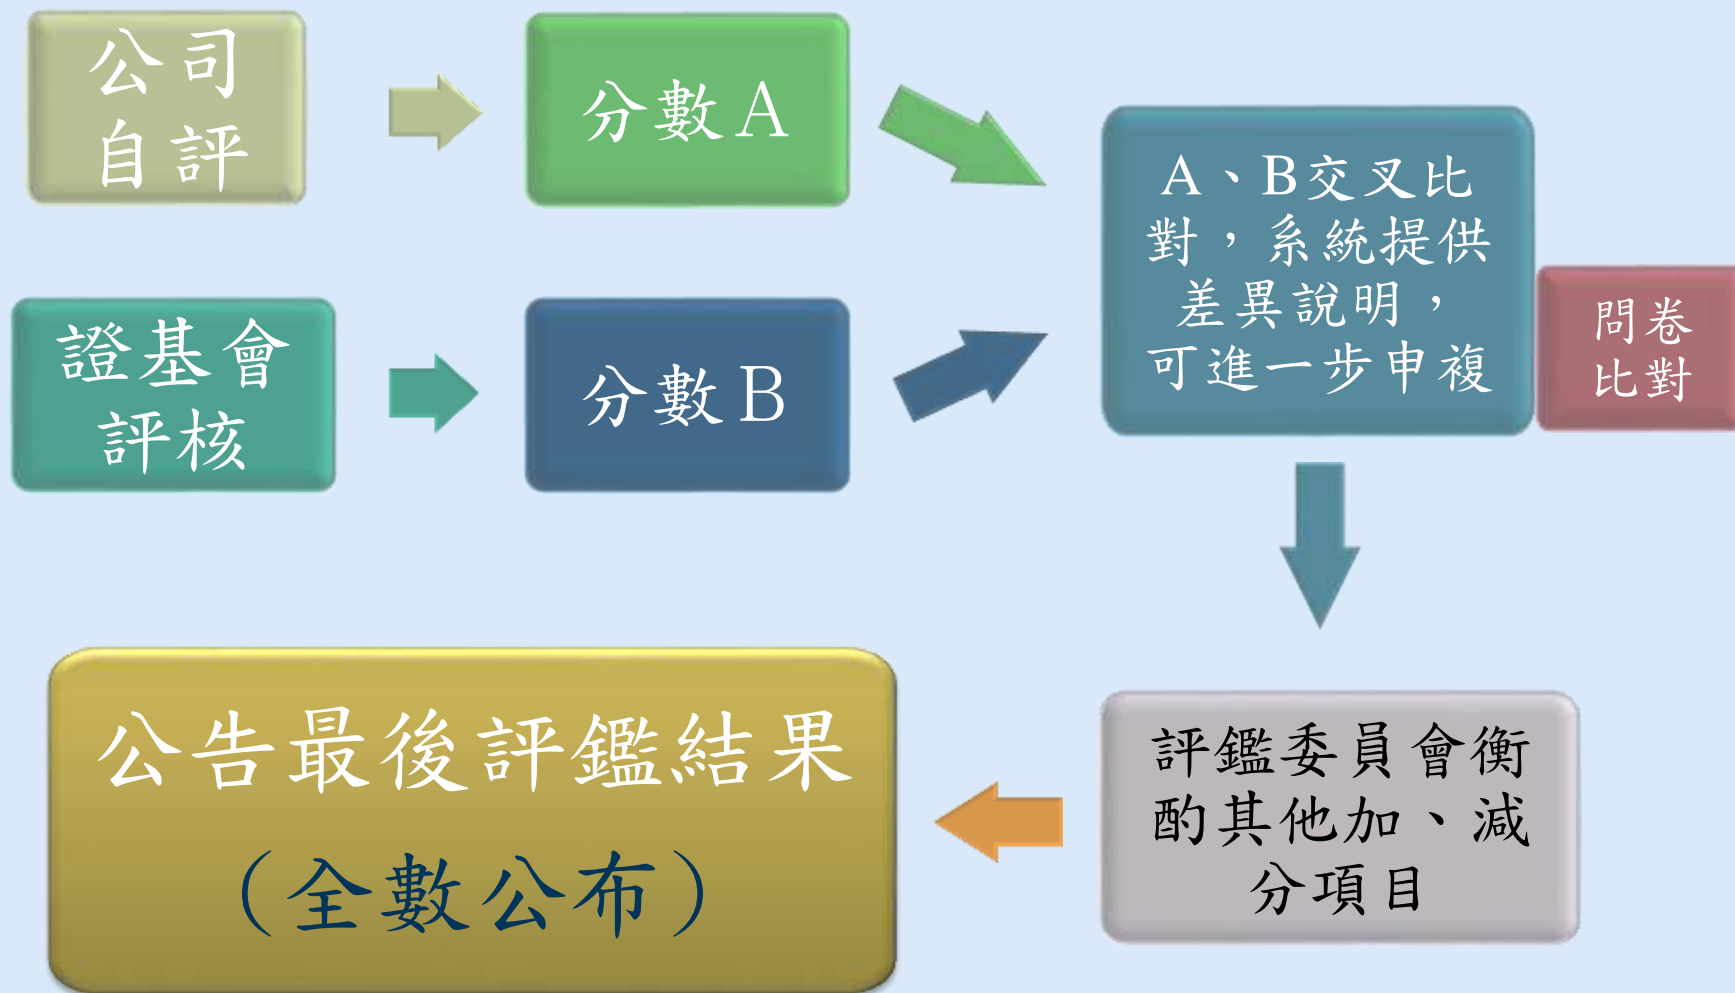 公司
自評
分數A
證基會
評核
分數B
A、B交叉比
對，系統提供
差異說明，
可進一步申複
問卷
比對
評鑑委員會衡
酌其他加、減
分項目
公告最後評鑑結果
（全數公布）